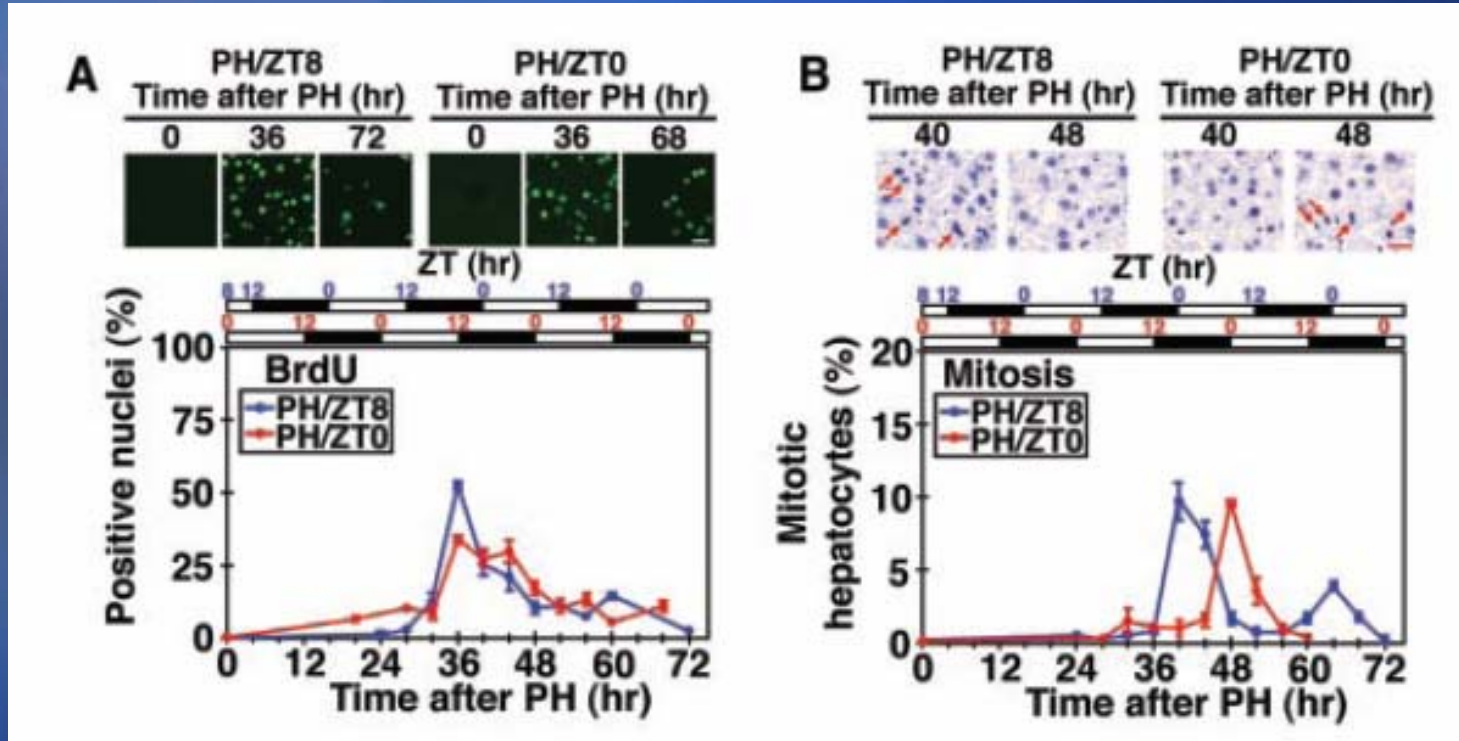 A
PH/ZT8
Time after PH (hr)
0 36 72
PH/ZT0
Time after PH (hr)
0 36 68
ZT (hr)
8 12 0 12 0 12 0
0 12 0 12 0 12 0
Positive nuclei (%)
100
75
50
25
0
BrdU
PH/ZT8
PH/ZT0
0 12 24 36 48 60 72
Time after PH (hr)
B
PH/ZT8
Time after PH (hr)
40 48
PH/ZT0
Time after PH (hr)
40 48
ZT (hr)
8 12 0 12 0 12 0
0 12 0 12 0 12 0
Mitotic
hepatocytes (%)
20
15
10
5
0
Mitosis
PH/ZT8
PH/ZT0
0 12 24 36 48 60 72
Time after PH (hr)